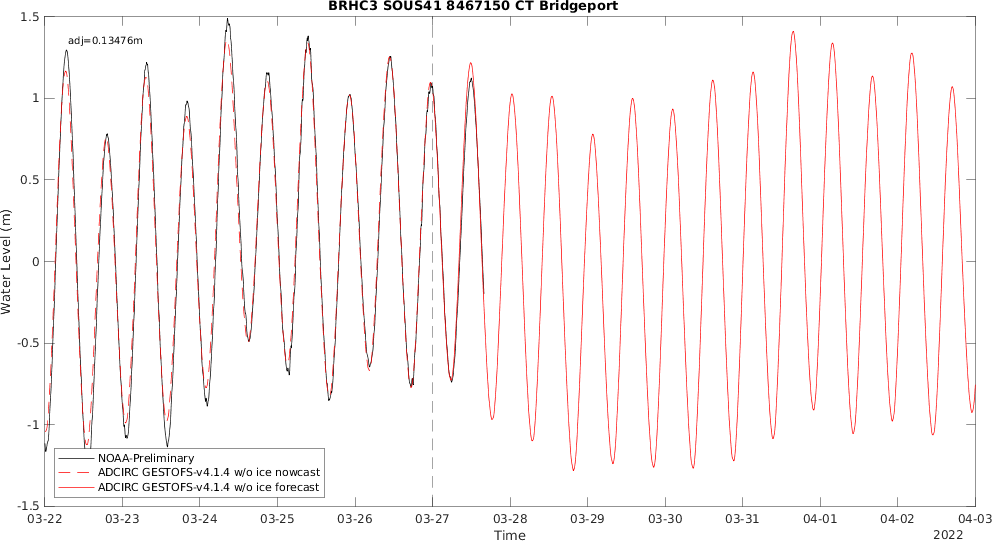 BRHC3 SOUS41 8467150 CT Bridgeport
adj=0.13476m
1.5
1
0.5
0
-0.5
-1
-1.5
Water Level (m)
NOAA-Preliminary
ADCIRC GESTOFS-v4.1.4 w/o ice nowcast
ADCIRC GESTOFS-v4.1.4 w/o ice forecast
03-22 03-23 03-24 03-25 03-26 03-27 03-28 03-29 03-30 03-31 04-01 04-02 04-03
Time
2022